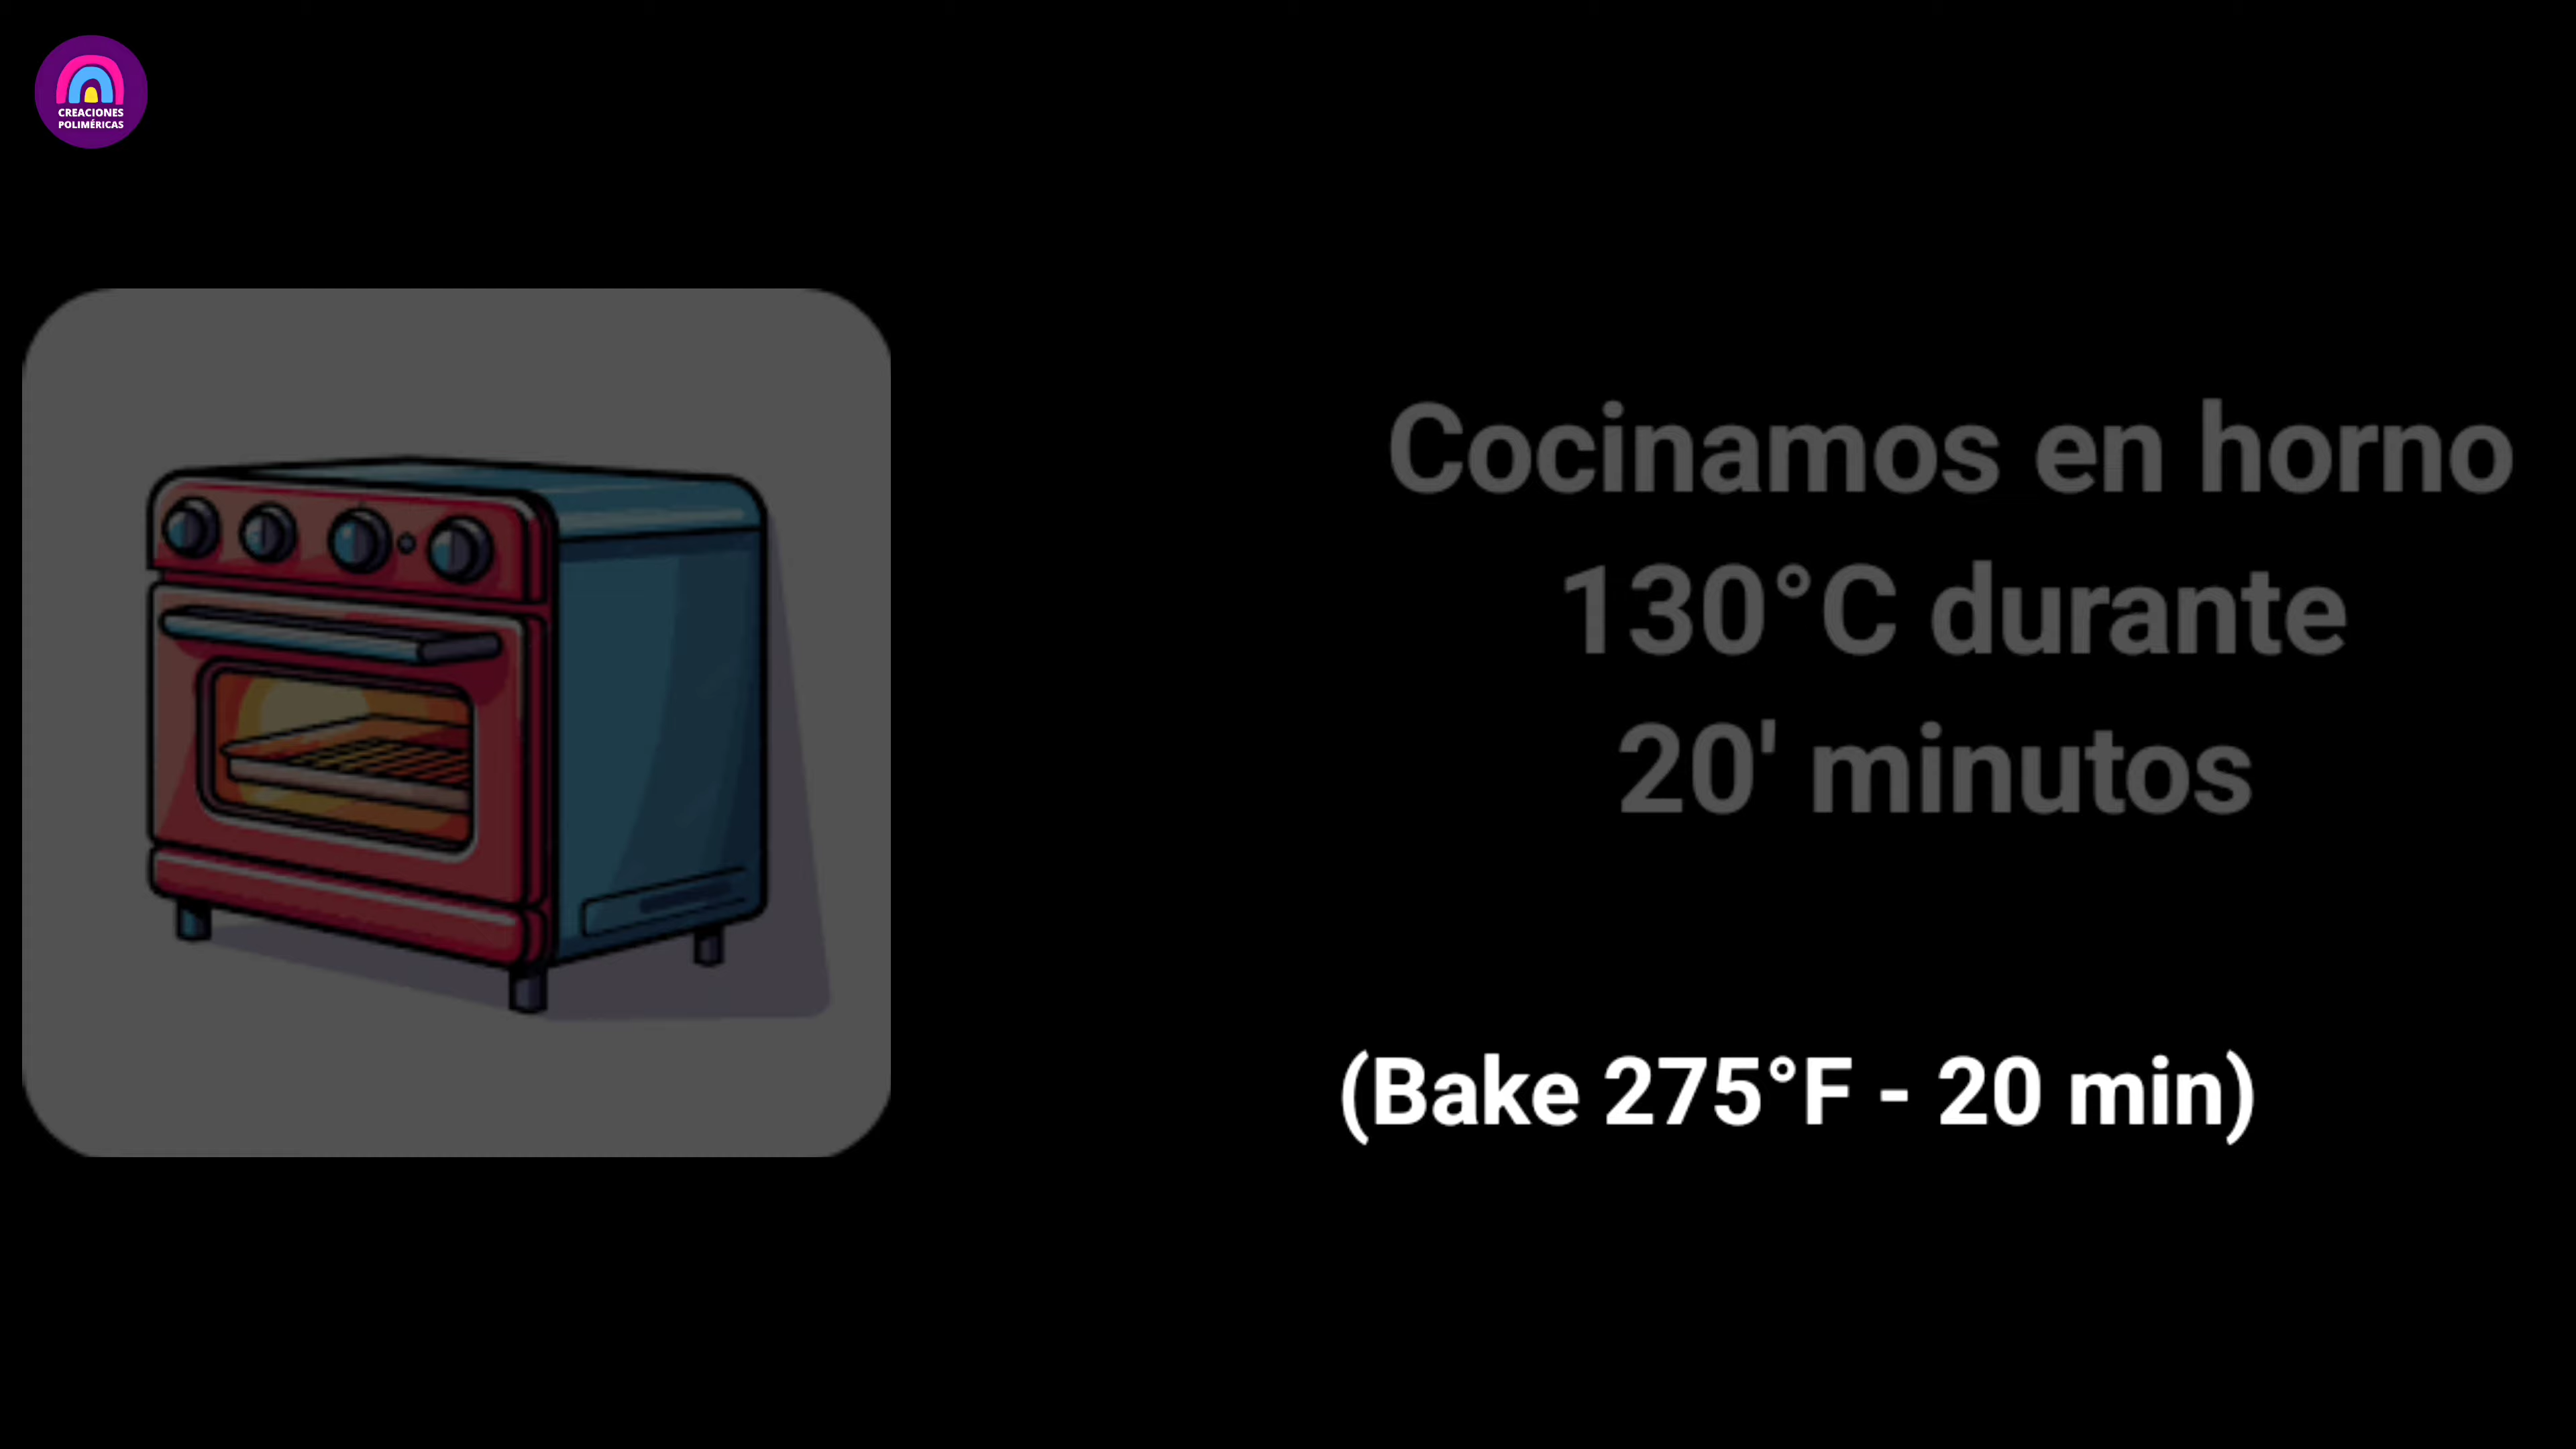 CREACIONES
POLIMÉRICAS
Cocinamos en horno
130°C durante
20' minutos
(Bake 275°F - 20 min)